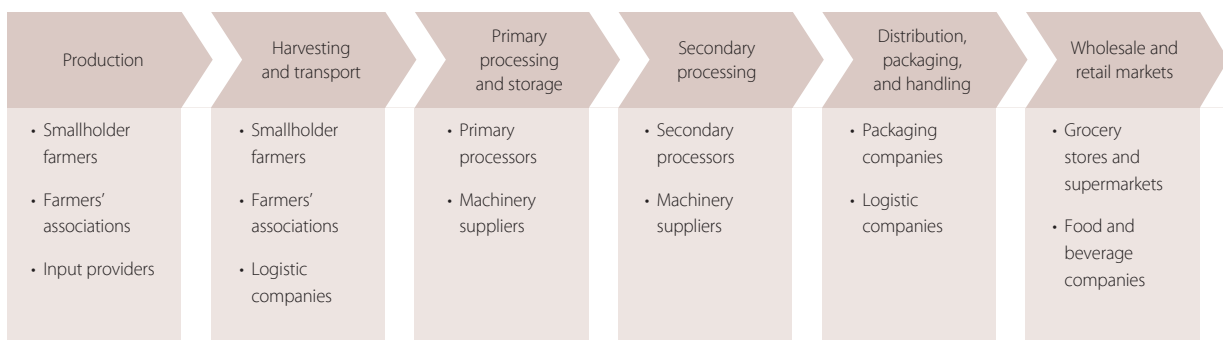 Production
Harvesting
and transport
Primary
processing
and storage
Secondary
processing
Distribution,
packaging,
and handling
Wholesale and
retail markets
• Smallholder
farmers
• Farmers’
associations
• Input providers
• Smallholder
farmers
• Farmers’
associations
• Logistic
companies
• Primary
processors
• Machinery
suppliers
• Secondary
processors
• Machinery
suppliers
• Packaging
companies
• Logistic
companies
• Grocery
stores and
supermarkets
• Food and
beverage
companies